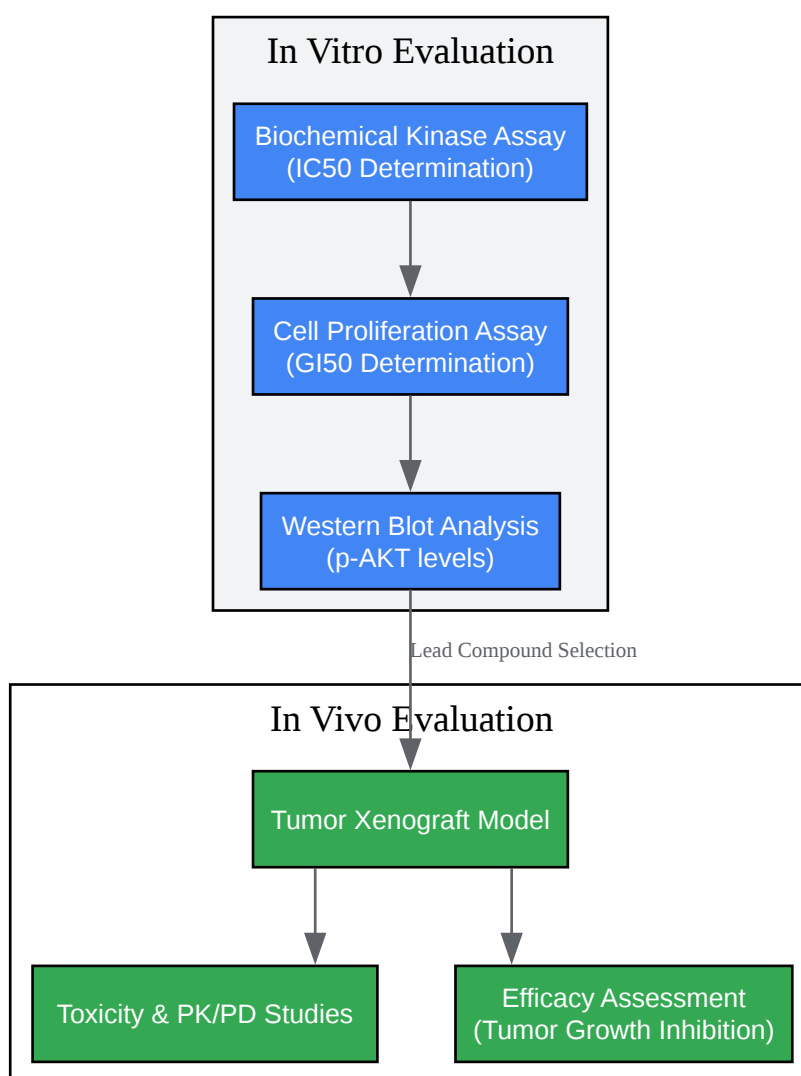 In Vitro Evaluation
Biochemical Kinase Assay
(IC50 Determination)
Cell Proliferation Assay
(GI50 Determination)
Western Blot Analysis
(p-AKT levels)
Lead Compound Selection
In Vivo Evaluation
Tumor Xenograft Model
Toxicity & PK/PD Studies
Efficacy Assessment
(Tumor Growth Inhibition)